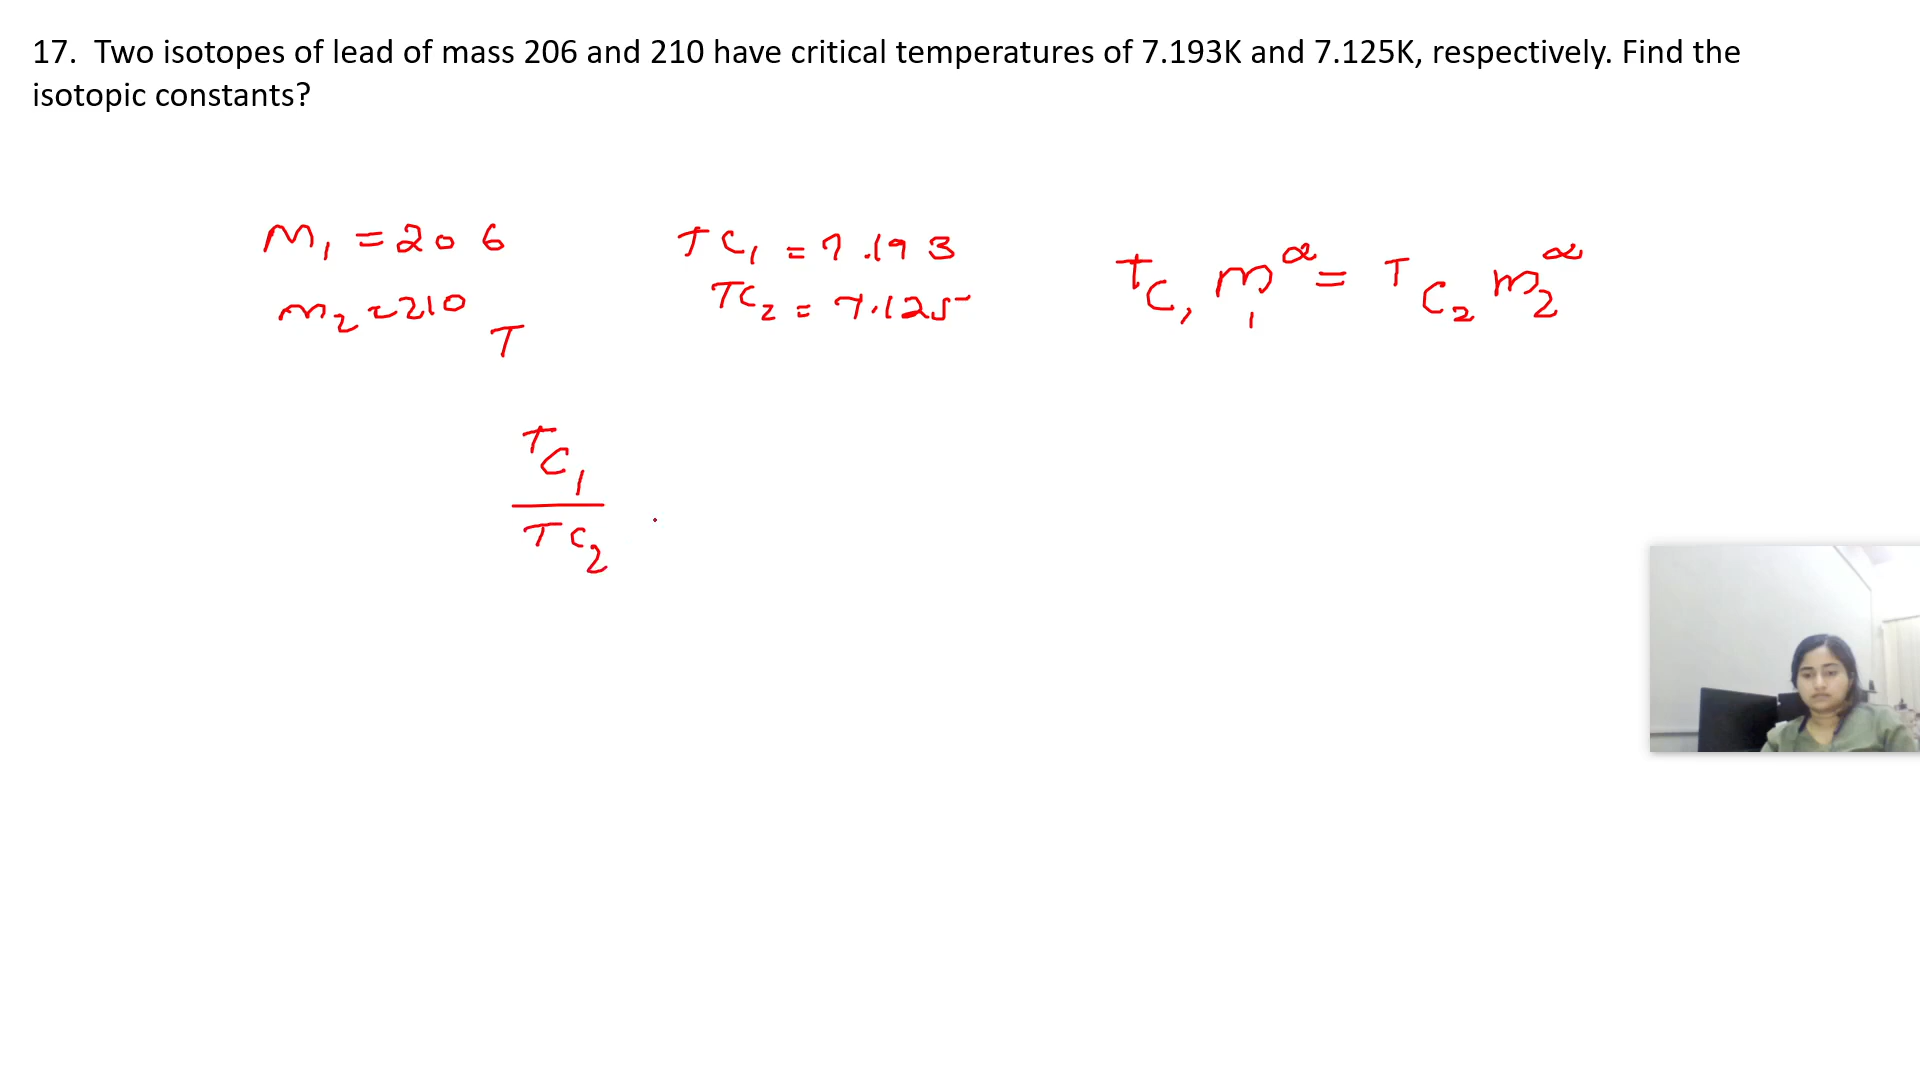 17. Two isotopes of lead of mass 206 and 210 have critical temperatures of 7.193K and 7.125K, respectively. Find the
isotopic constants?
M₁ = 206
m₂ = 210
T
TC₁ = 7.193
TC₂ = 7.125
TC₁ m₁^α = TC₂ m₂^α
TC₁
TC₂